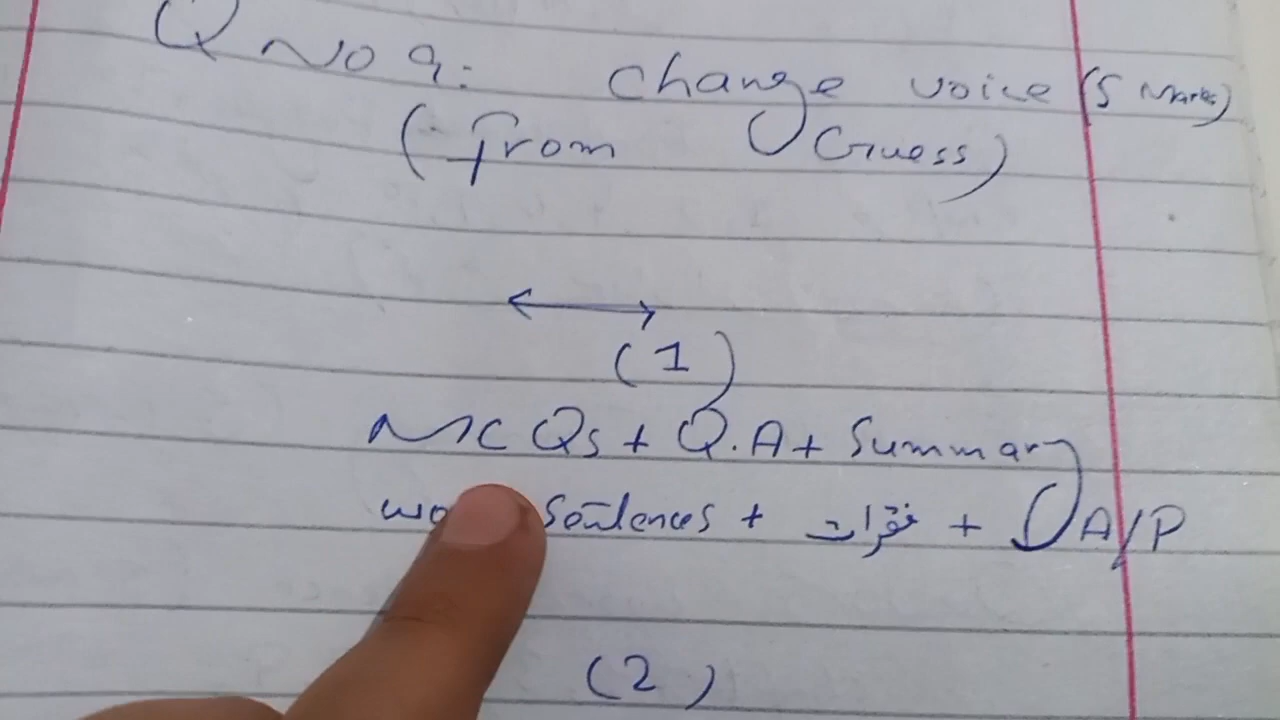 Q No 9: Change voice (5 Marks)
(From Guess)
(1)
MCQs + Q.A + Summary
Sentences + فقرات + A/P
(2)